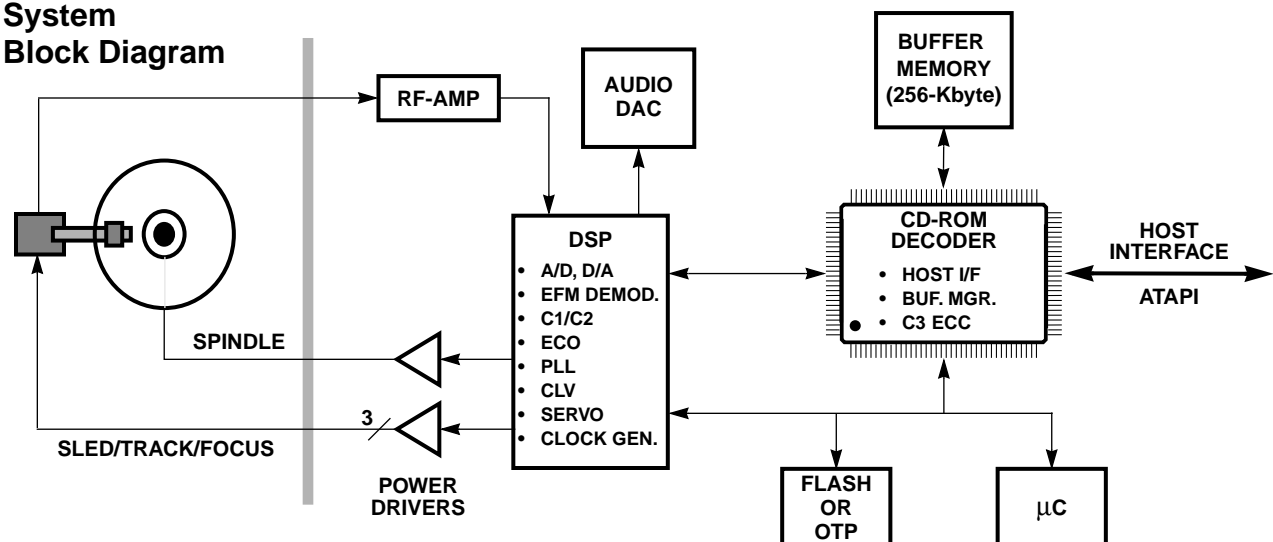 System
Block Diagram
RF-AMP
AUDIO
DAC
BUFFER
MEMORY
(256-Kbyte)
DSP
• A/D, D/A
• EFM DEMOD.
• C1/C2
• ECO
• PLL
• CLV
• SERVO
• CLOCK GEN.
CD-ROM
DECODER
• HOST I/F
• BUF. MGR.
• C3 ECC
HOST
INTERFACE
ATAPI
SPINDLE
3
SLED/TRACK/FOCUS
POWER
DRIVERS
FLASH
OR
OTP
µC